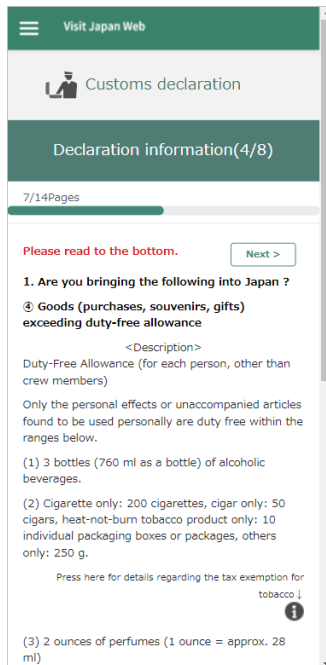 Visit Japan Web
Customs declaration
Declaration information(4/8)
7/14Pages
Please read to the bottom.
Next >
1. Are you bringing the following into Japan ?
④ Goods (purchases, souvenirs, gifts)
exceeding duty-free allowance
<Description>
Duty-Free Allowance (for each person, other than
crew members)
Only the personal effects or unaccompanied articles
found to be used personally are duty free within the
ranges below.
(1) 3 bottles (760 ml as a bottle) of alcoholic
beverages.
(2) Cigarette only: 200 cigarettes, cigar only: 50
cigars, heat-not-burn tobacco product only: 10
individual packaging boxes or packages, others
only: 250 g.
Press here for details regarding the tax exemption for
tobacco↓
(3) 2 ounces of perfumes (1 ounce = approx. 28
ml)